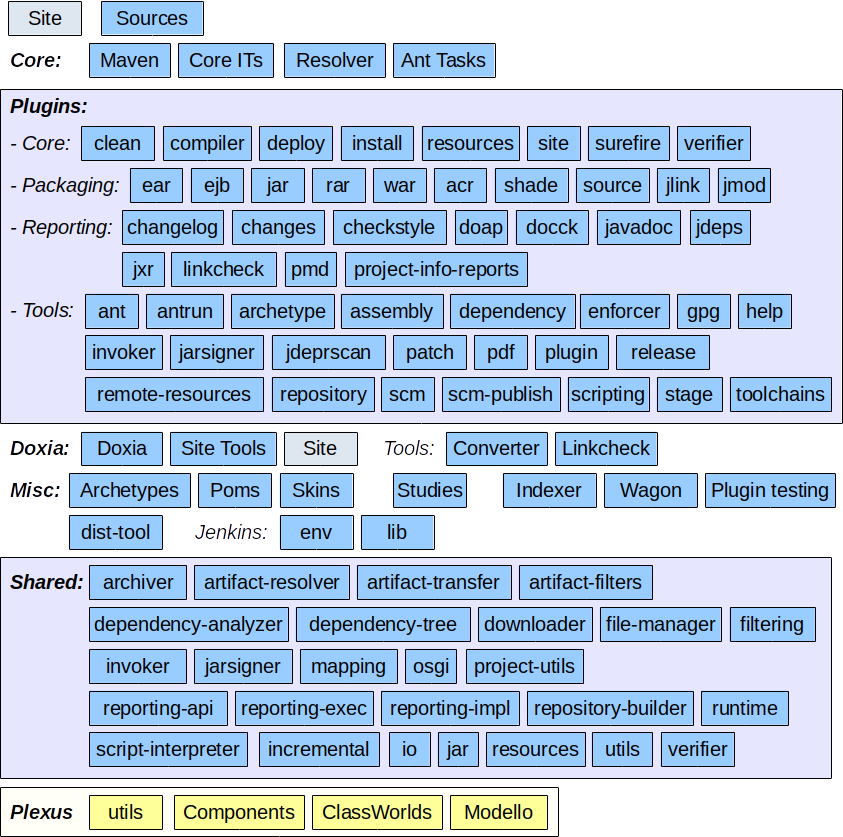 Site Sources
Core: Maven Core ITs Resolver Ant Tasks
Plugins:
- Core: clean compiler deploy install resources site surefire verifier
- Packaging: ear ejb jar rar war acr shade source jlink jmod
- Reporting: changelog changes checkstyle doap docck javadoc jdeps
jxr linkcheck pmd project-info-reports
- Tools: ant antrun archetype assembly dependency enforcer gpg help
invoker jarsigner jdeprscan patch pdf plugin release
remote-resources repository scm scm-publish scripting stage toolchains
Doxia: Doxia Site Tools Site Tools: Converter Linkcheck
Misc: Archetypes Poms Skins Studies Indexer Wagon Plugin testing
dist-tool Jenkins: env lib
Shared: archiver artifact-resolver artifact-transfer artifact-filters
dependency-analyzer dependency-tree downloader file-manager filtering
invoker jarsigner mapping osgi project-utils
reporting-api reporting-exec reporting-impl repository-builder runtime
script-interpreter incremental io jar resources utils verifier
Plexus utils Components ClassWorlds Modello